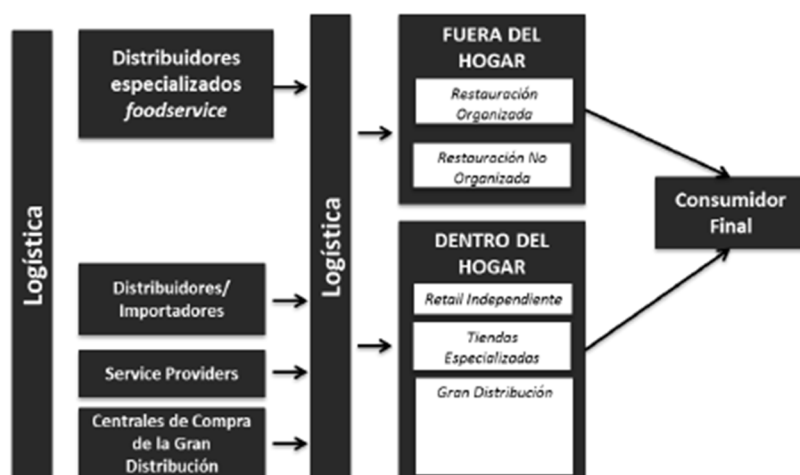 Logística
Distribuidores
especializados
foodservice
Distribuidores/
Importadores
Service Providers
Centrales de Compra
de la Gran
Distribución
Logística
FUERA DEL
HOGAR
Restauración
Organizada
Restauración No
Organizada
DENTRO DEL
HOGAR
Retail Independiente
Tiendas
Especializadas
Gran Distribución
Consumidor
Final